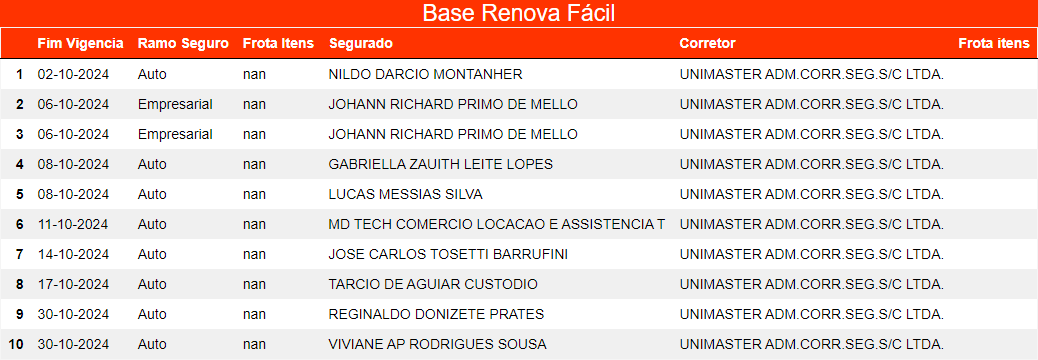 Base Renova Fácil
Fim Vigencia Ramo Seguro Frota Itens Segurado Corretor Frota itens
1 02-10-2024 Auto nan NILDO DARCIO MONTANHER UNIMASTER ADM.CORR.SEG.S/C LTDA.
2 06-10-2024 Empresarial nan JOHANN RICHARD PRIMO DE MELLO UNIMASTER ADM.CORR.SEG.S/C LTDA.
3 06-10-2024 Empresarial nan JOHANN RICHARD PRIMO DE MELLO UNIMASTER ADM.CORR.SEG.S/C LTDA.
4 08-10-2024 Auto nan GABRIELLA ZAUITH LEITE LOPES UNIMASTER ADM.CORR.SEG.S/C LTDA.
5 08-10-2024 Auto nan LUCAS MESSIAS SILVA UNIMASTER ADM.CORR.SEG.S/C LTDA.
6 11-10-2024 Auto nan MD TECH COMERCIO LOCACAO E ASSISTENCIA T UNIMASTER ADM.CORR.SEG.S/C LTDA.
7 14-10-2024 Auto nan JOSE CARLOS TOSETTI BARRUFINI UNIMASTER ADM.CORR.SEG.S/C LTDA.
8 17-10-2024 Auto nan TARCIO DE AGUIAR CUSTODIO UNIMASTER ADM.CORR.SEG.S/C LTDA.
9 30-10-2024 Auto nan REGINALDO DONIZETE PRATES UNIMASTER ADM.CORR.SEG.S/C LTDA.
10 30-10-2024 Auto nan VIVIANE AP RODRIGUES SOUSA UNIMASTER ADM.CORR.SEG.S/C LTDA.